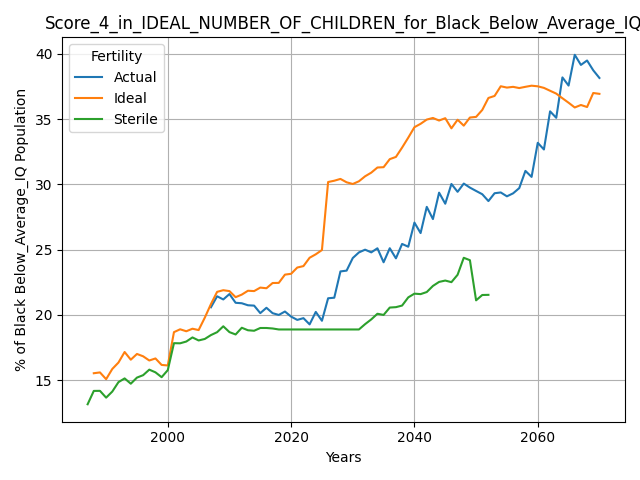 Score_4_in_IDEAL_NUMBER_OF_CHILDREN_for_Black_Below_Average_IQ
Fertility
Actual
Ideal
Sterile
40
35
30
25
20
15
% of Black Below_Average_IQ Population
2000
2020
2040
2060
Years